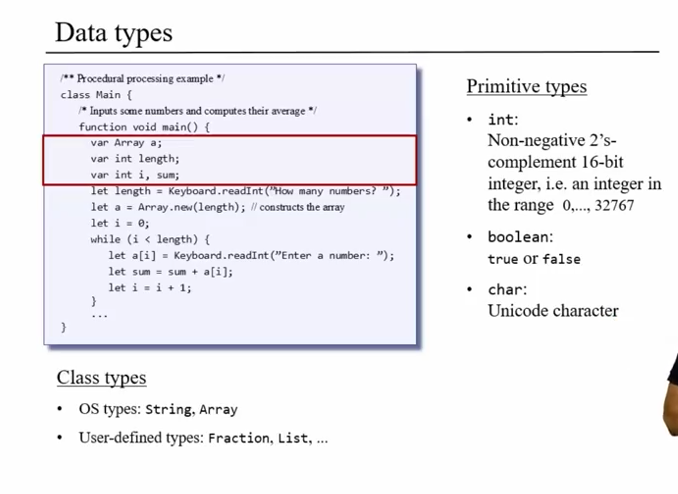 Data types
/** Procedural processing example */
class Main {
/* Inputs some numbers and computes their average */
function void main() {
var Array a;
var int length;
var int i, sum;
let length = Keyboard.readInt(”How many numbers? ”);
let a = Array.new(length); // constructs the array
let i = 0;
while (i < length) {
let a[i] = Keyboard.readInt(”Enter a number: ”);
let sum = sum + a[i];
let i = i + 1;
}
...
}
Primitive types
• int:
Non-negative 2’s-
complement 16-bit
integer, i.e. an integer in
the range 0,..., 32767
• boolean:
true or false
• char:
Unicode character
Class types
• OS types: String, Array
• User-defined types: Fraction, List, ...